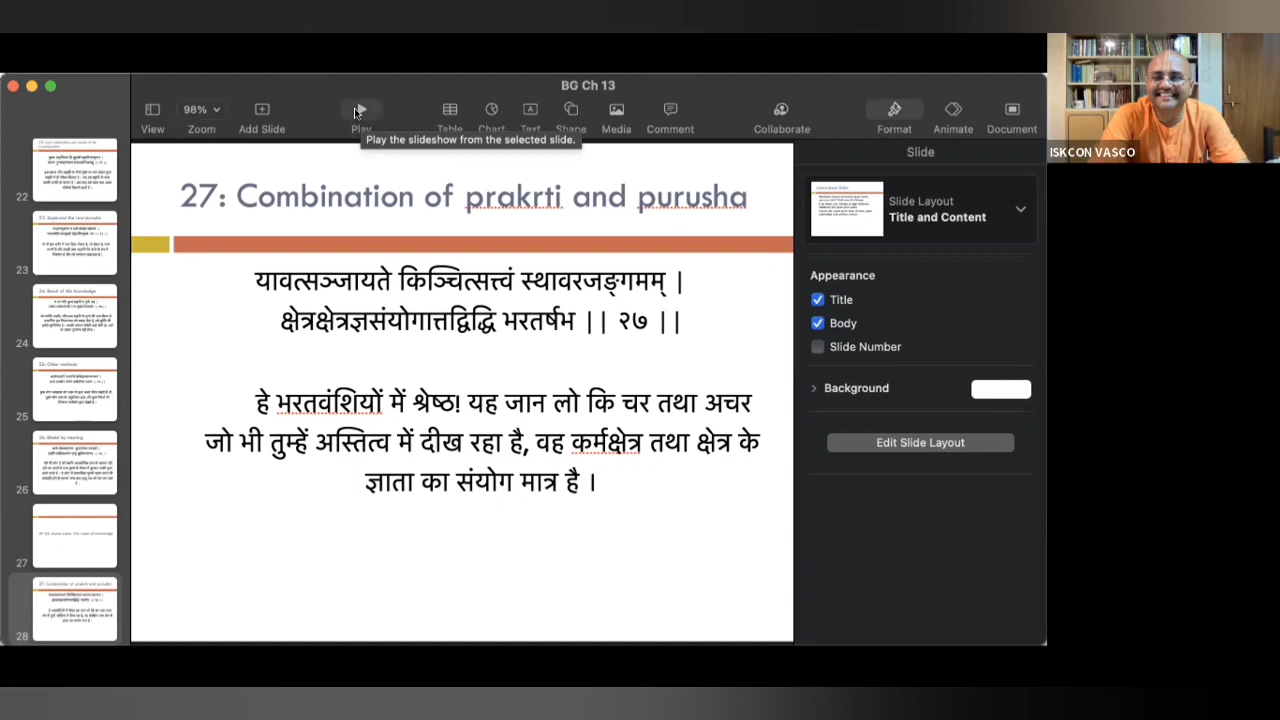 BG Ch 13
98%
View
Zoom
Add Slide
Play
Table
Chart
Text
Shape
Media
Comment
Collaborate
Format
Animate
Document
Play the slideshow from the selected slide.
ISKCON VASCO
22
23
24
25
26
27
28
27: Combination of prakrti and purusha
यावत्सञ्जायते किञ्चित्सत्त्वं स्थावरजङ्गमम् |
क्षेत्रक्षेत्रज्ञसंयोगात्तद्विद्धि भरतर्षभ || २७ ||
हे भरतवंशियों में श्रेष्ठ! यह जान लो कि चर तथा अचर
जो भी तुम्हें अस्तित्व में दीख रहा है, वह कर्मक्षेत्र तथा क्षेत्र के
ज्ञाता का संयोग मात्र है ।
Slide
Slide Layout
Title and Content
Appearance
Title
Body
Slide Number
Background
Edit Slide Layout